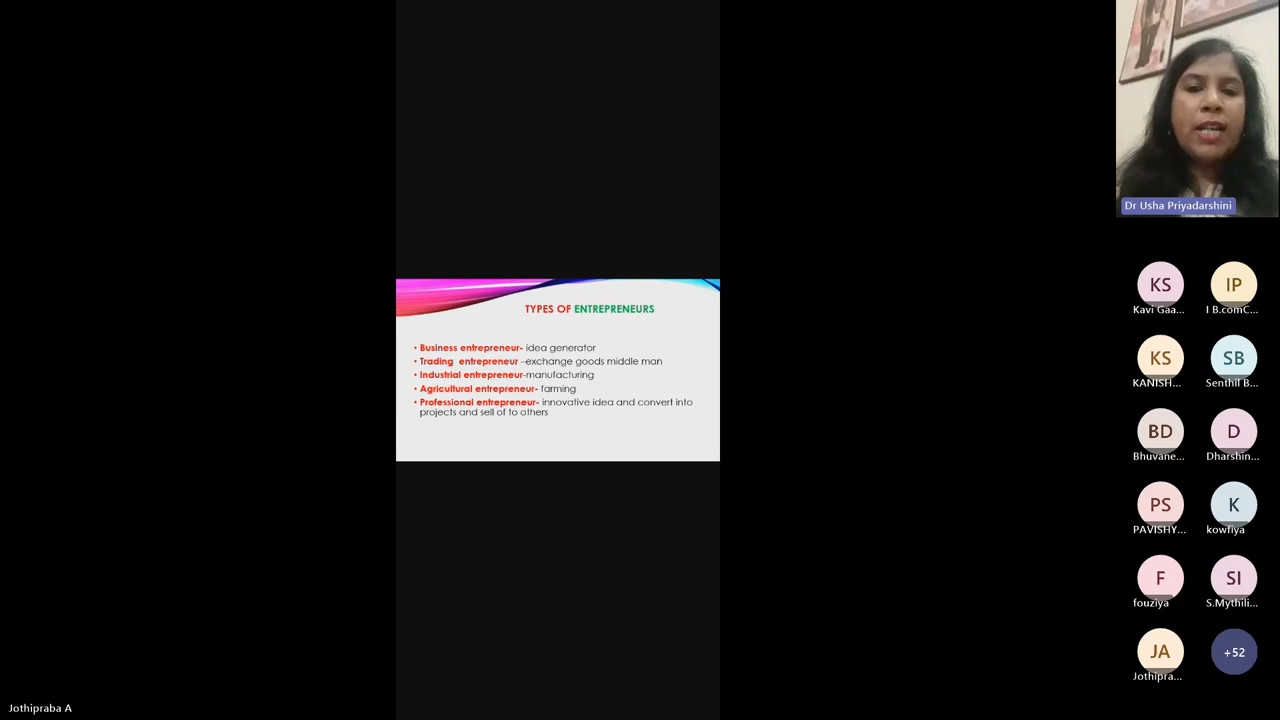 TYPES OF ENTREPRENEURS
• Business entrepreneur- idea generator
• Trading entrepreneur –exchange goods middle man
• Industrial entrepreneur-manufacturing
• Agricultural entrepreneur- farming
• Professional entrepreneur- innovative idea and convert into
projects and sell of to others
Dr Usha Priyadarshini
KS IP
Kavi Gaa... I B.comC...
KS SB
KANISH... Senthil B...
BD D
Bhuvane... Dharshin...
PS K
PAVISHY... kowfiya
F SI
fouziya S.Mythili...
JA +52
Jothipra...
Jothipraba A